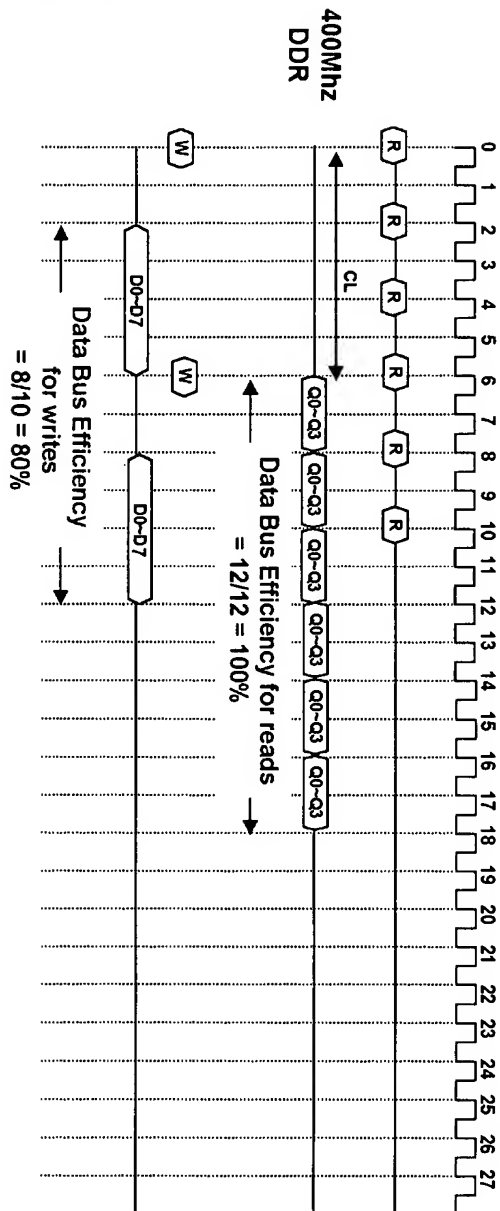 0 1 2 3 4 5 6 7 8 9 10 11 12 13 14 15 16 17 18 19 20 21 22 23 24 25 26 27
R R R R R R
400Mhz
DDR
CL
Q0~Q3 Q0~Q3 Q0~Q3 Q0~Q3 Q0~Q3 Q0~Q3
Data Bus Efficiency for reads
= 12/12 = 100%
W W
D0~D7 D0~D7
Data Bus Efficiency
for writes
= 8/10 = 80%